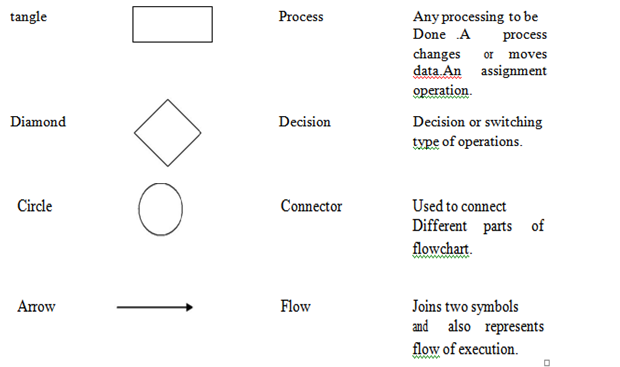 tangle Process Any processing to be
Done .A process
changes or moves
data.An assignment
operation.
Diamond Decision Decision or switching
type of operations.
Circle Connector Used to connect
Different parts of
flowchart.
Arrow Flow Joins two symbols
and also represents
flow of execution.